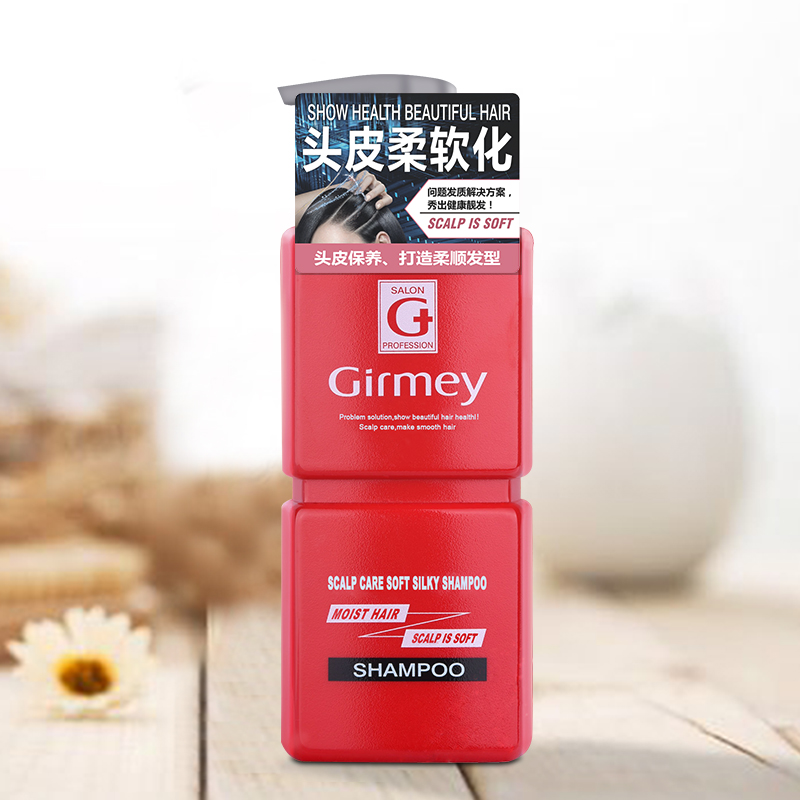 SHOW HEALTH BEAUTIFUL HAIR
头皮柔软化
问题发质解决方案，
秀出健康靓发！
SCALP IS SOFT
头皮保养、打造柔顺发型
SALON
G
PROFESSION
Girmey
Problem solution,show beautiful hair healthl!
Scalp care,make smooth hair
SCALP CARE SOFT SILKY SHAMPOO
MOIST HAIR
SCALP IS SOFT
SHAMPOO